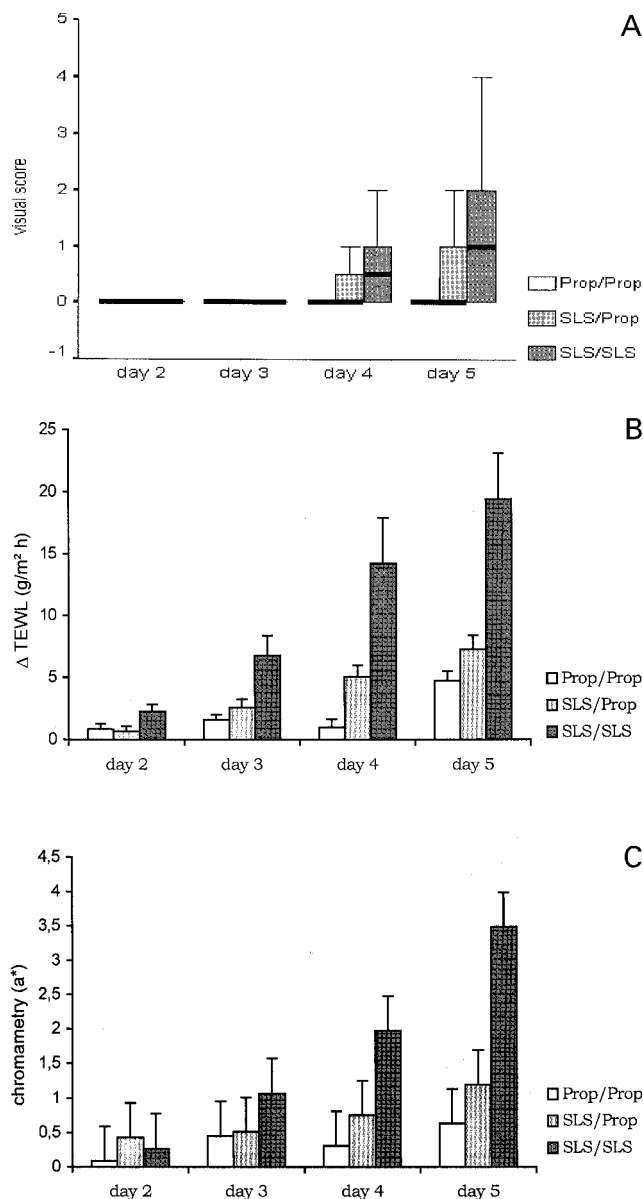 A
5
4
3
2
1
0
-1
visual score
day 2 day 3 day 4 day 5
Prop/Prop
SLS/Prop
SLS/SLS
B
25
20
15
10
5
0
Δ TEWL (g/m² h)
day 2 day 3 day 4 day 5
Prop/Prop
SLS/Prop
SLS/SLS
C
4,5
4
3,5
3
2,5
2
1,5
1
0,5
0
chromametry (a*)
day 2 day 3 day 4 day 5
Prop/Prop
SLS/Prop
SLS/SLS